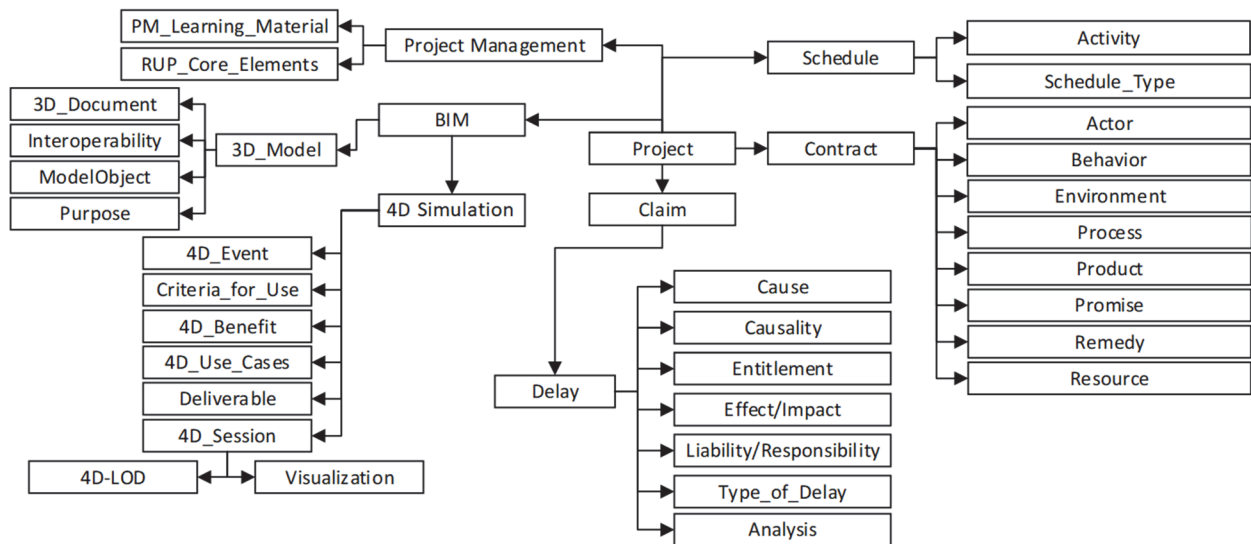 PM_Learning_Material
RUP_Core_Elements
Project Management
Schedule
Activity
Schedule_Type
3D_Document
Interoperability
ModelObject
Purpose
3D_Model
BIM
4D Simulation
Project
Contract
Claim
Actor
Behavior
Environment
Process
Product
Promise
Remedy
Resource
4D_Event
Criteria_for_Use
4D_Benefit
4D_Use_Cases
Deliverable
4D_Session
4D-LOD
Visualization
Delay
Cause
Causality
Entitlement
Effect/Impact
Liability/Responsibility
Type_of_Delay
Analysis